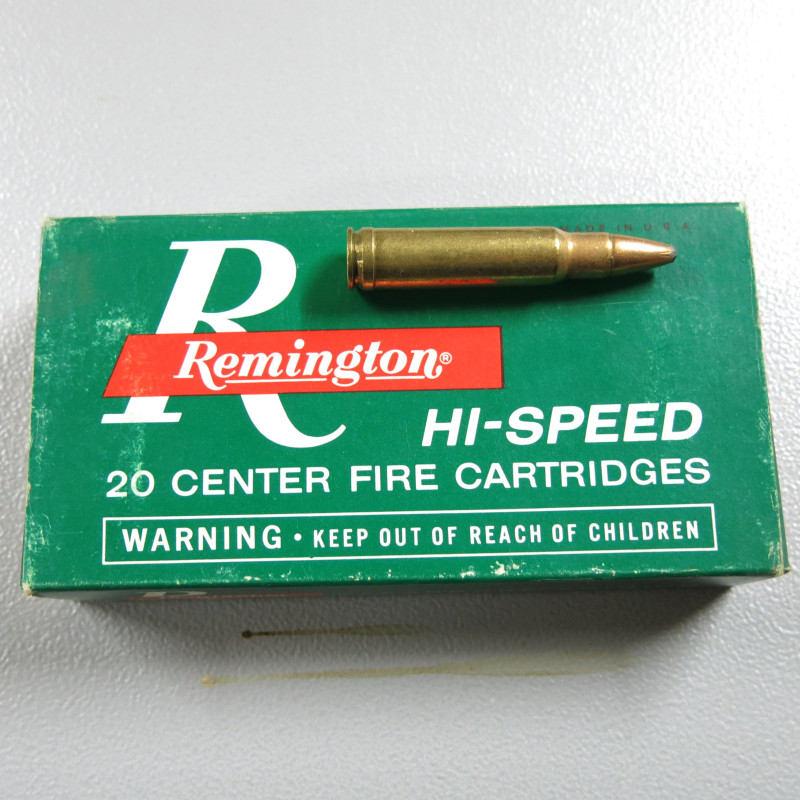 MADE IN U.S.A.
R
Remington®
HI-SPEED
20 CENTER FIRE CARTRIDGES
WARNING • KEEP OUT OF REACH OF CHILDREN